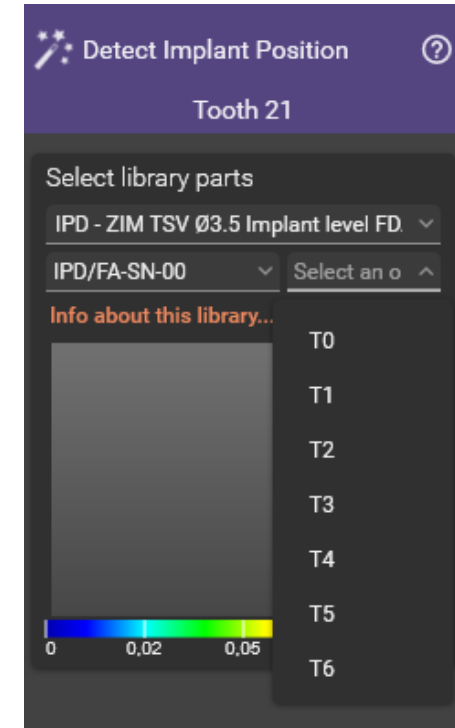 Detect Implant Position
Tooth 21
Select library parts
IPD - ZIM TSV Ø3.5 Implant level FD.
IPD/FA-SN-00 Select an o
Info about this library...
T0
T1
T2
T3
T4
T5
T6
0 0,02 0,05